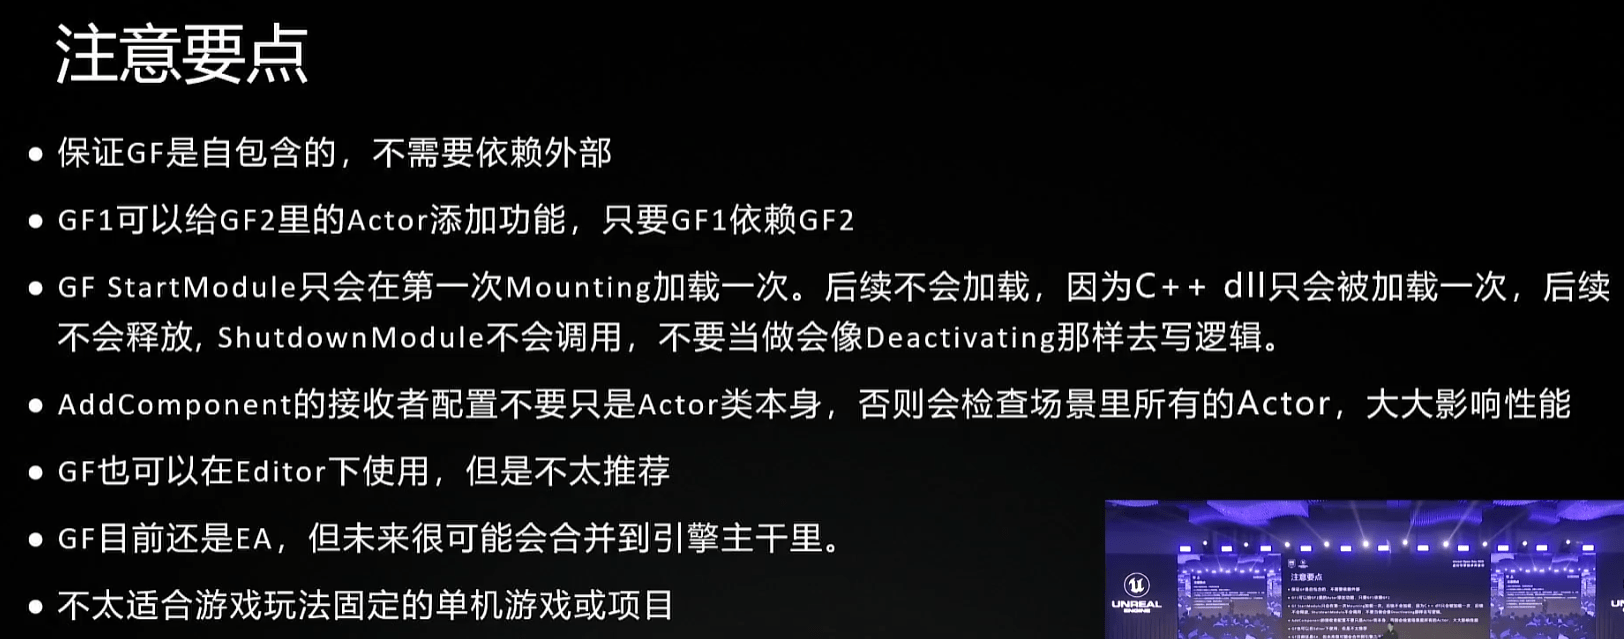 注意要点
● 保证GF是自包含的，不需要依赖外部
● GF1可以给GF2里的Actor添加功能，只要GF1依赖GF2
● GF StartModule只会在第一次Mounting加载一次。后续不会加载，因为C++ dll只会被加载一次，后续
不会释放, ShutdownModule不会调用，不要当做会像Deactivating那样去写逻辑。
● AddComponent的接收者配置不要只是Actor类本身，否则会检查场景里所有的Actor，大大影响性能
● GF也可以在Editor下使用，但是不太推荐
● GF目前还是EA，但未来很可能会合并到引擎主干里。
● 不太适合游戏玩法固定的单机游戏或项目
UNREAL
ENGINE
注意要点